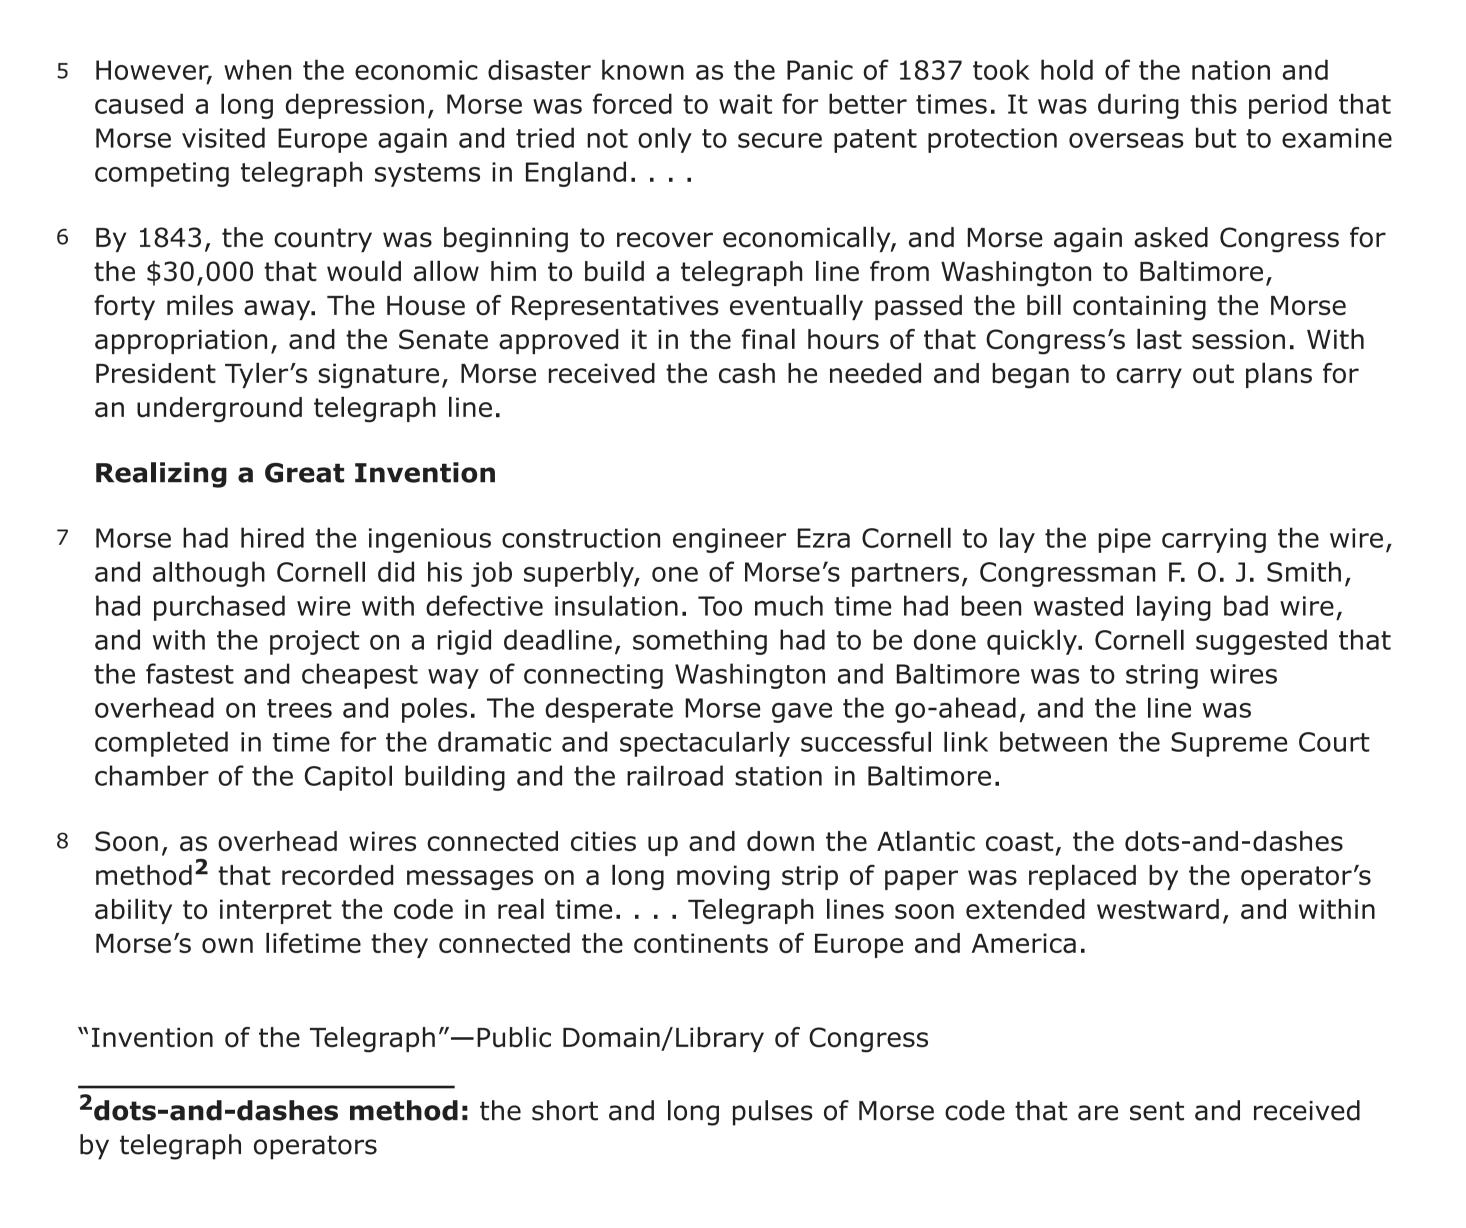 5 However, when the economic disaster known as the Panic of 1837 took hold of the nation and
caused a long depression, Morse was forced to wait for better times. It was during this period that
Morse visited Europe again and tried not only to secure patent protection overseas but to examine
competing telegraph systems in England. . . .
6 By 1843, the country was beginning to recover economically, and Morse again asked Congress for
the $30,000 that would allow him to build a telegraph line from Washington to Baltimore,
forty miles away. The House of Representatives eventually passed the bill containing the Morse
appropriation, and the Senate approved it in the final hours of that Congress’s last session. With
President Tyler’s signature, Morse received the cash he needed and began to carry out plans for
an underground telegraph line.
Realizing a Great Invention
7 Morse had hired the ingenious construction engineer Ezra Cornell to lay the pipe carrying the wire,
and although Cornell did his job superbly, one of Morse’s partners, Congressman F. O. J. Smith,
had purchased wire with defective insulation. Too much time had been wasted laying bad wire,
and with the project on a rigid deadline, something had to be done quickly. Cornell suggested that
the fastest and cheapest way of connecting Washington and Baltimore was to string wires
overhead on trees and poles. The desperate Morse gave the go-ahead, and the line was
completed in time for the dramatic and spectacularly successful link between the Supreme Court
chamber of the Capitol building and the railroad station in Baltimore.
8 Soon, as overhead wires connected cities up and down the Atlantic coast, the dots-and-dashes
method² that recorded messages on a long moving strip of paper was replaced by the operator’s
ability to interpret the code in real time. . . . Telegraph lines soon extended westward, and within
Morse’s own lifetime they connected the continents of Europe and America.
“Invention of the Telegraph”—Public Domain/Library of Congress
²dots-and-dashes method: the short and long pulses of Morse code that are sent and received
by telegraph operators